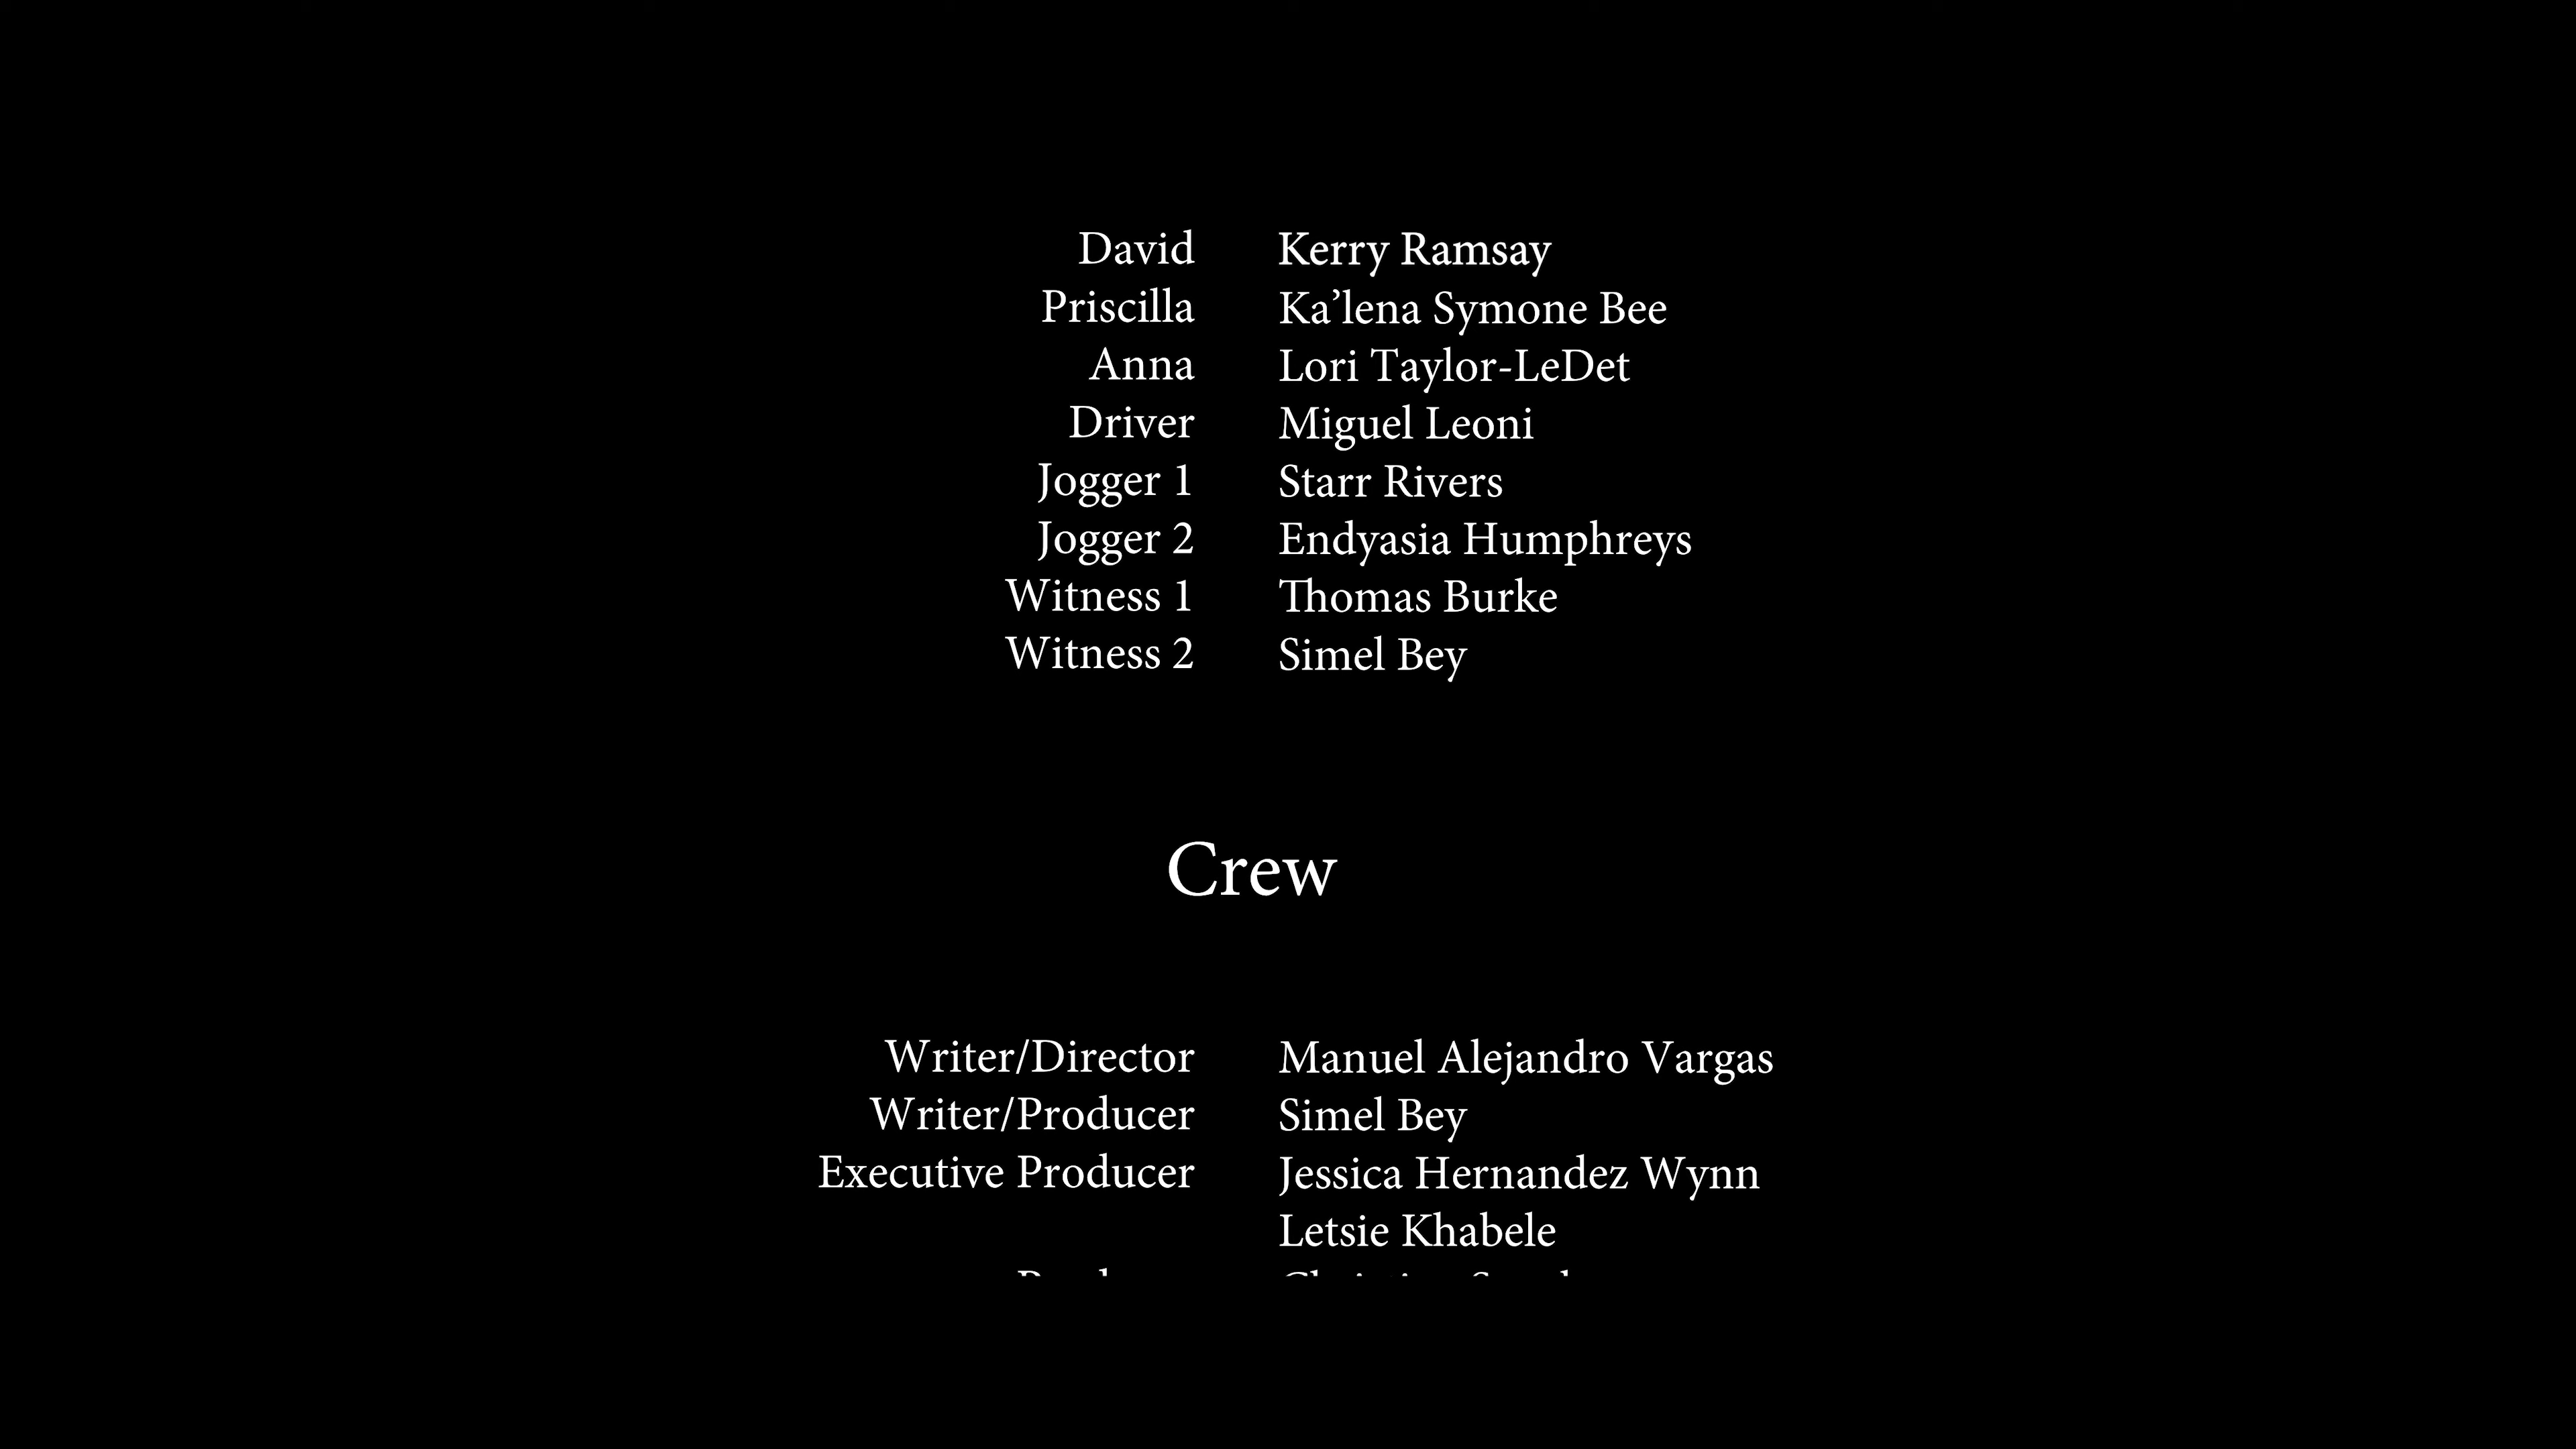 David Kerry Ramsay
Priscilla Ka’lena Symone Bee
Anna Lori Taylor-LeDet
Driver Miguel Leoni
Jogger 1 Starr Rivers
Jogger 2 Endyasia Humphreys
Witness 1 Thomas Burke
Witness 2 Simel Bey
Crew
Writer/Director Manuel Alejandro Vargas
Writer/Producer Simel Bey
Executive Producer Jessica Hernandez Wynn
Letsie Khabele